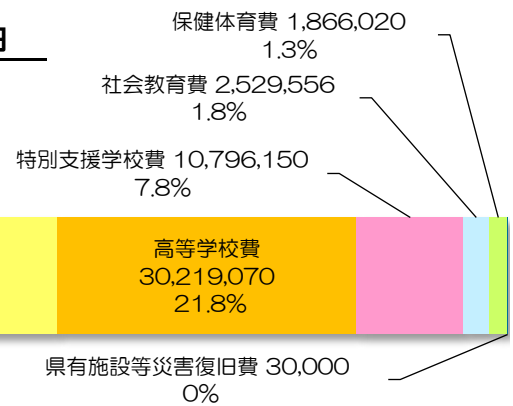 円
保健体育費 1,866,020
1.3%
社会教育費 2,529,556
1.8%
特別支援学校費 10,796,150
7.8%
高等学校費
30,219,070
21.8%
県有施設等災害復旧費 30,000
0%